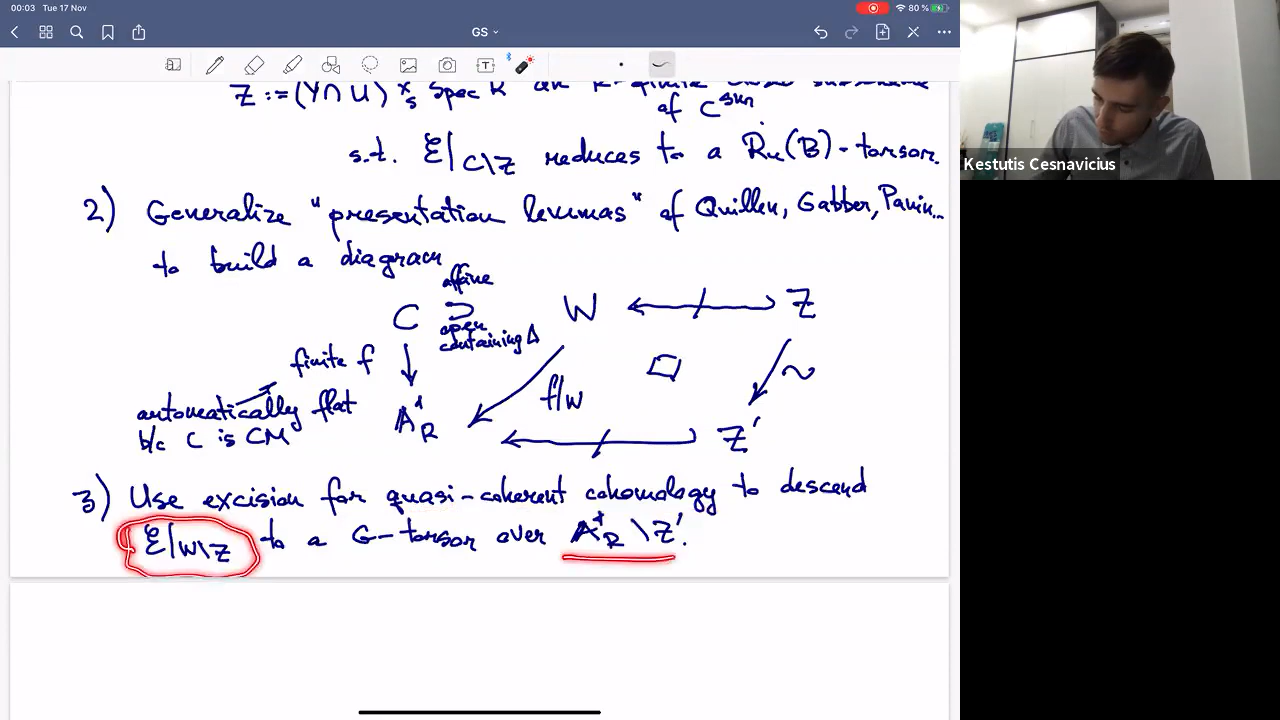 00:03 Tue 17 Nov
80 %
GS
Z := (Y∩U) ×_S Spec R
of C^sm
s.t. ℰ|_{C\Z} reduces to a R_u(B)-torsor.
2) Generalize "presentation lemmas" of Quillen, Gabber, Panin...
to build a diagram
affine
C ⊃ W ↩ Z
open
containing Δ
finite f ↓ □ ∼
automatically flat f|W
b/c C is CM 𝔸^1_R ↩ Z'
3) Use excision for quasi-coherent cohomology to descend
ℰ|_{W\Z} to a G-torsor over 𝔸^1_R \ Z'.
Kestutis Cesnavicius